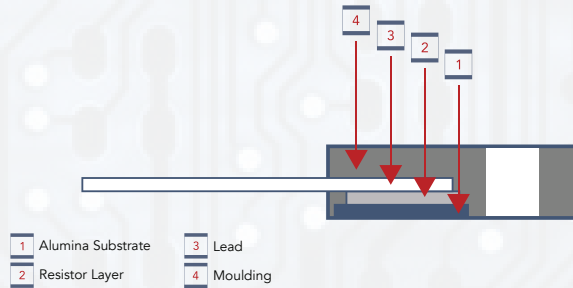 4
3
2
1
1 Alumina Substrate
3 Lead
2 Resistor Layer
4 Moulding